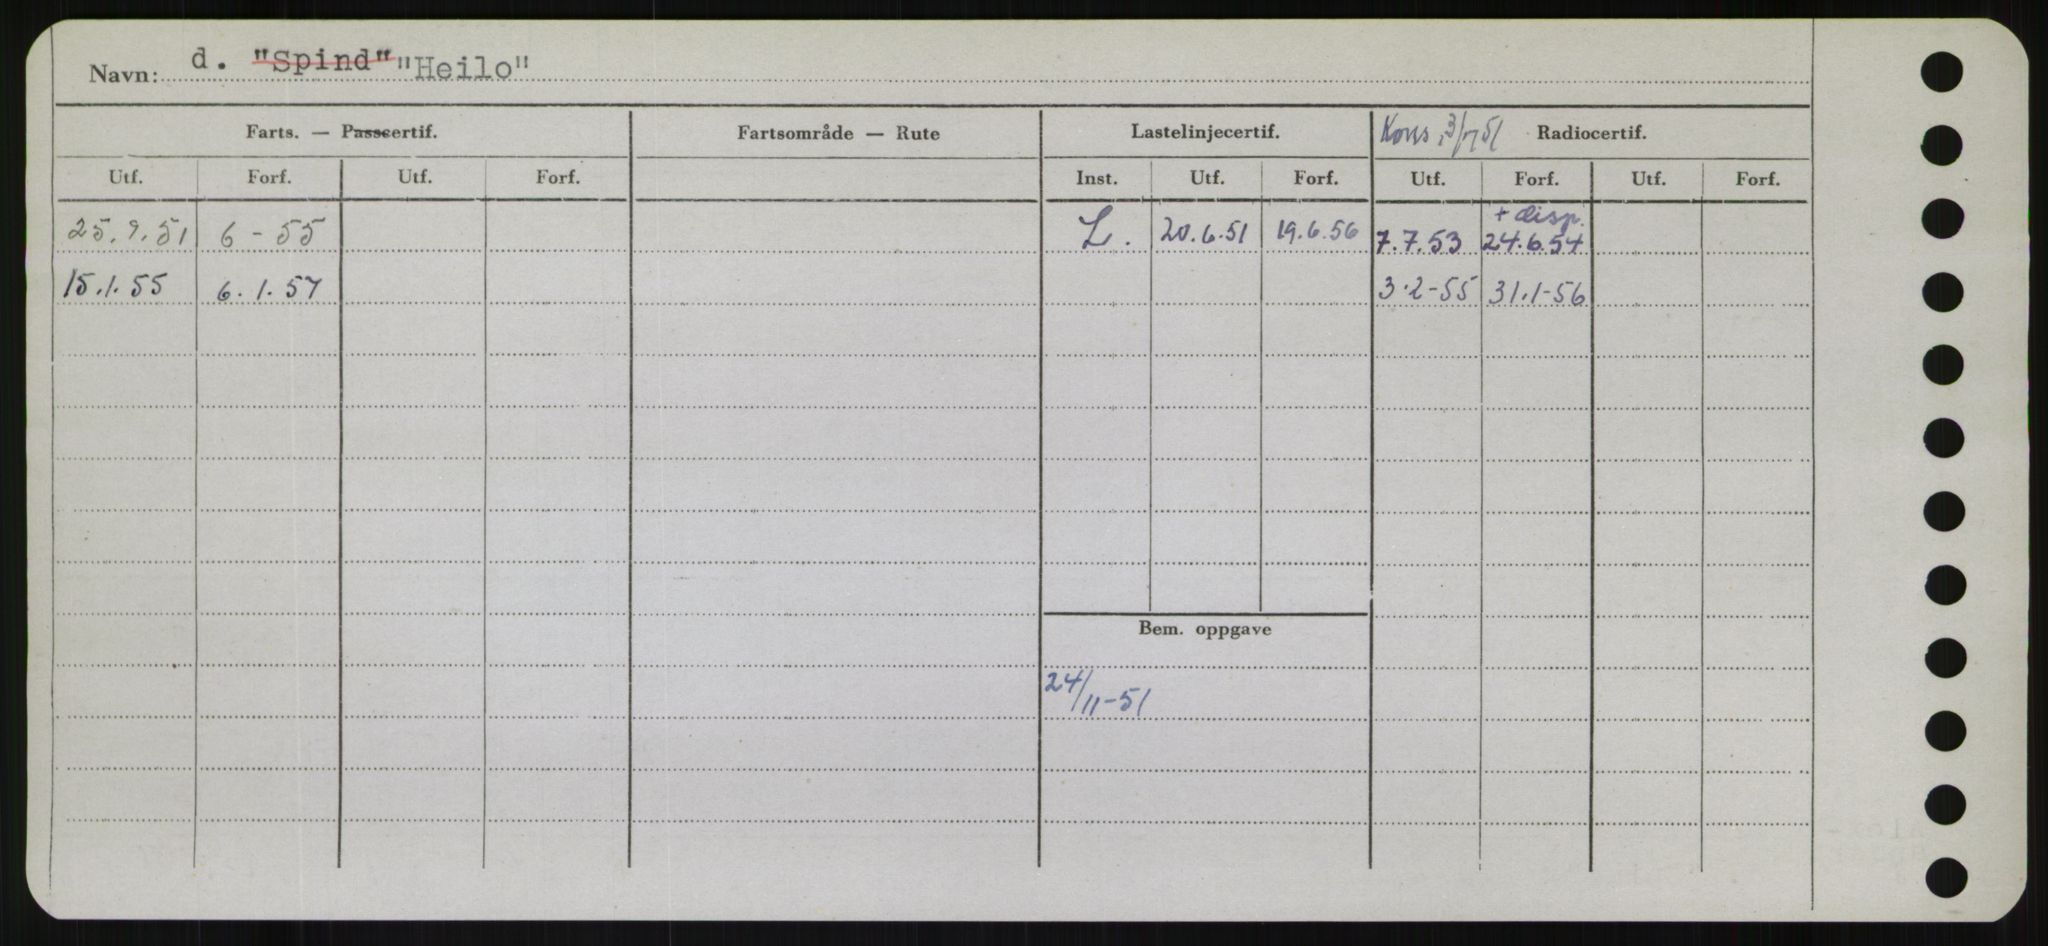 Navn: d. "Spind" "Heilo"
Farts. — Passcertif. Fartsområde — Rute Lastelinjecertif. Kons. 3/7 51 Radiocertif.
Utf. Forf. Utf. Forf. Inst. Utf. Forf. Utf. Forf. Utf. Forf.
+ disp.
25.9.51 6 - 55 L. 20.6.51 19.6.56 7.7.53 24.6.54
15.1.55 6.1.57 3.2-55 31.1-56
Bem. oppgave
24/11-51